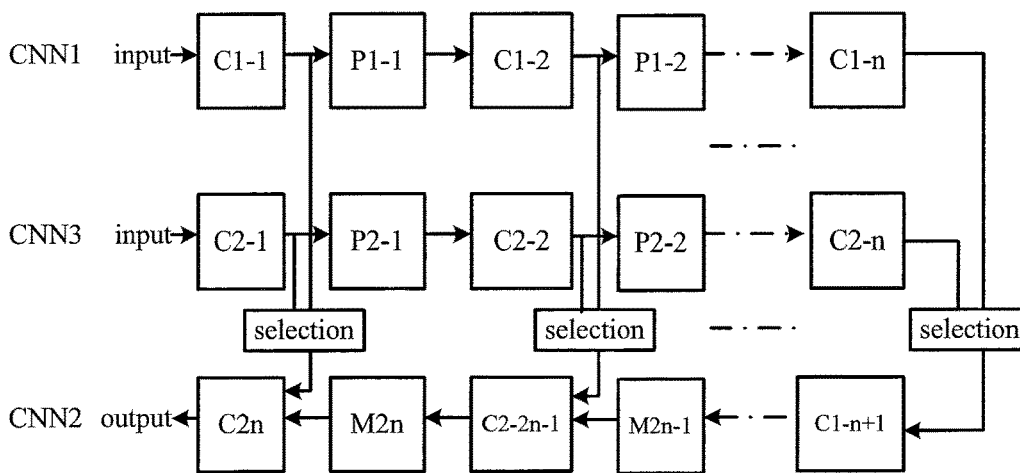 CNN1 input C1-1 P1-1 C1-2 P1-2 C1-n
CNN3 input C2-1 P2-1 C2-2 P2-2 C2-n
selection selection selection
CNN2 output C2n M2n C2-2n-1 M2n-1 C1-n+1